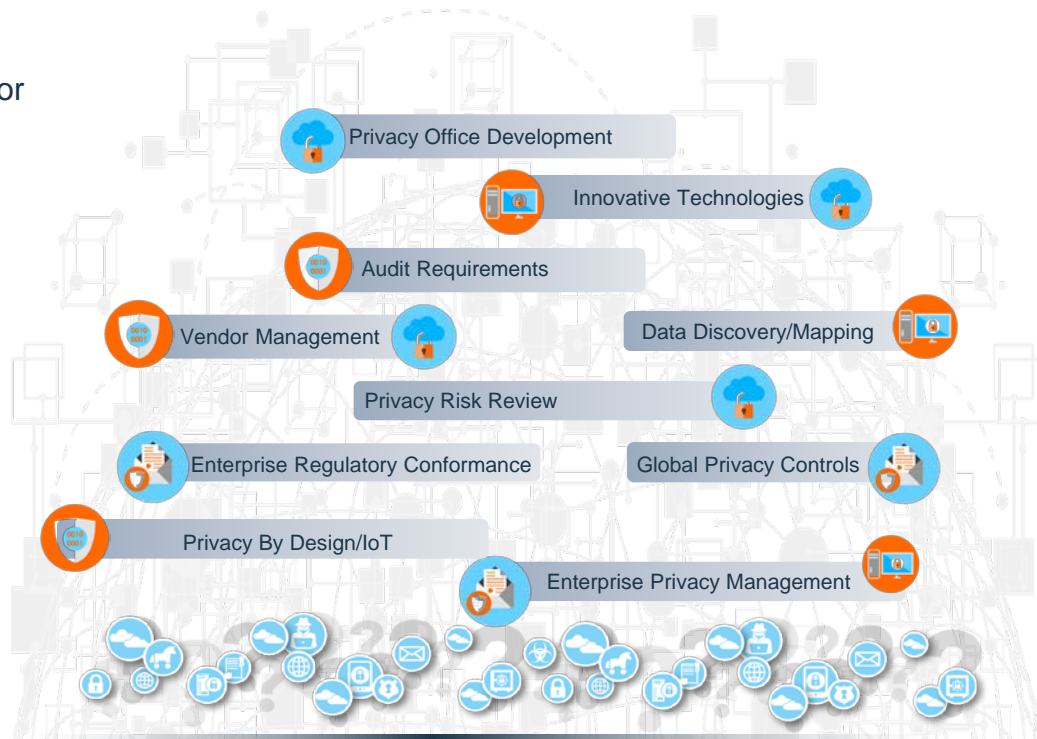 or
Privacy Office Development
Innovative Technologies
Audit Requirements
Vendor Management
Data Discovery/Mapping
Privacy Risk Review
Enterprise Regulatory Conformance
Global Privacy Controls
Privacy By Design/IoT
Enterprise Privacy Management